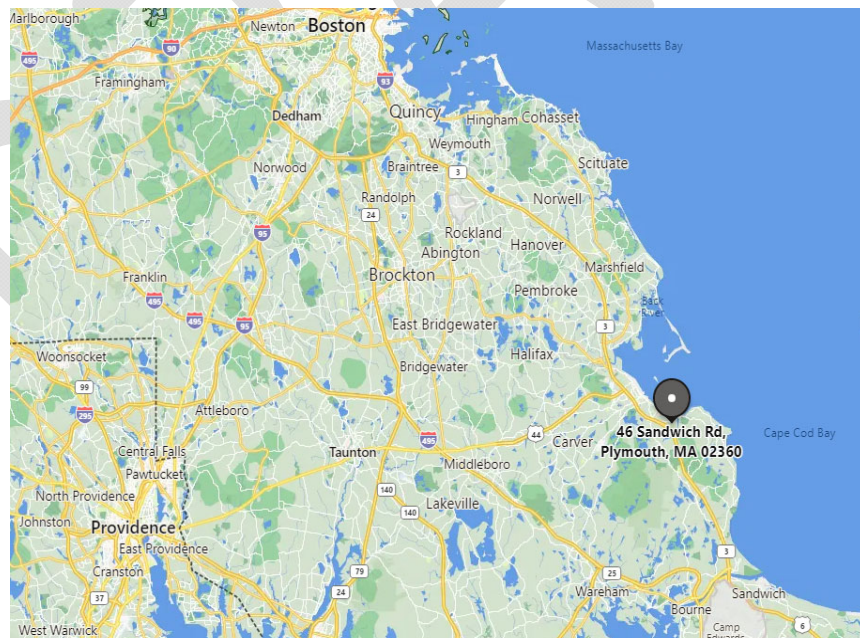 Marlborough
Newton
Boston
Massachusetts Bay
90
495
93
Framingham
Quincy
Dedham
Hingham
Cohasset
Weymouth
Norwood
Braintree
3
Scituate
Randolph
Norwell
24
95
Rockland
Hanover
Abington
Franklin
Brockton
Marshfield
Pembroke
495
Back
River
495
95
East Bridgewater
3
Woonsocket
Halifax
Bridgewater
99
Attleboro
295
46 Sandwich Rd,
Plymouth, MA 02360
Cape Cod Bay
495
44
Carver
Central Falls
Taunton
Pawtucket
Middleboro
140
North Providence
Lakeville
140
Johnston
Providence
East Providence
3
Cranston
79
25
24
Wareham
Sandwich
37
Bourne
6
West Warwick
Camp
Edwards